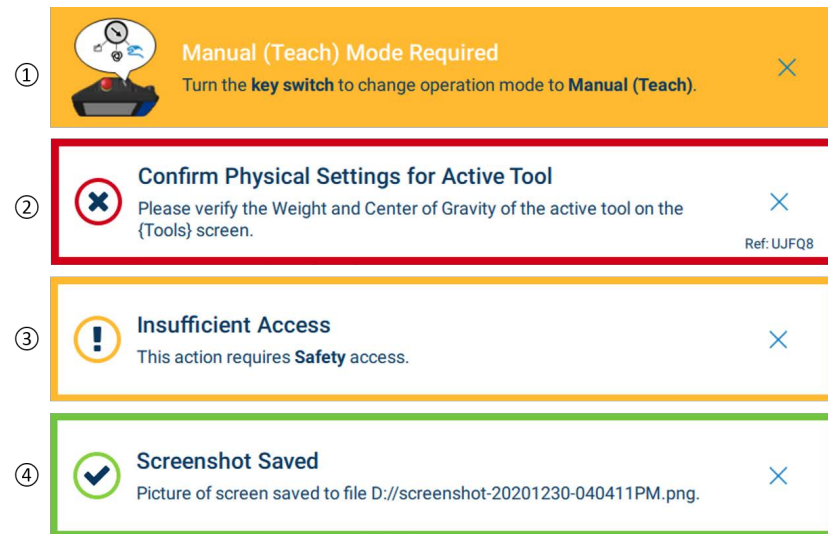 ①
Manual (Teach) Mode Required
Turn the key switch to change operation mode to Manual (Teach).
②
Confirm Physical Settings for Active Tool
Please verify the Weight and Center of Gravity of the active tool on the
{Tools} screen.
Ref: UJFQ8
③
Insufficient Access
This action requires Safety access.
④
Screenshot Saved
Picture of screen saved to file D://screenshot-20201230-040411PM.png.